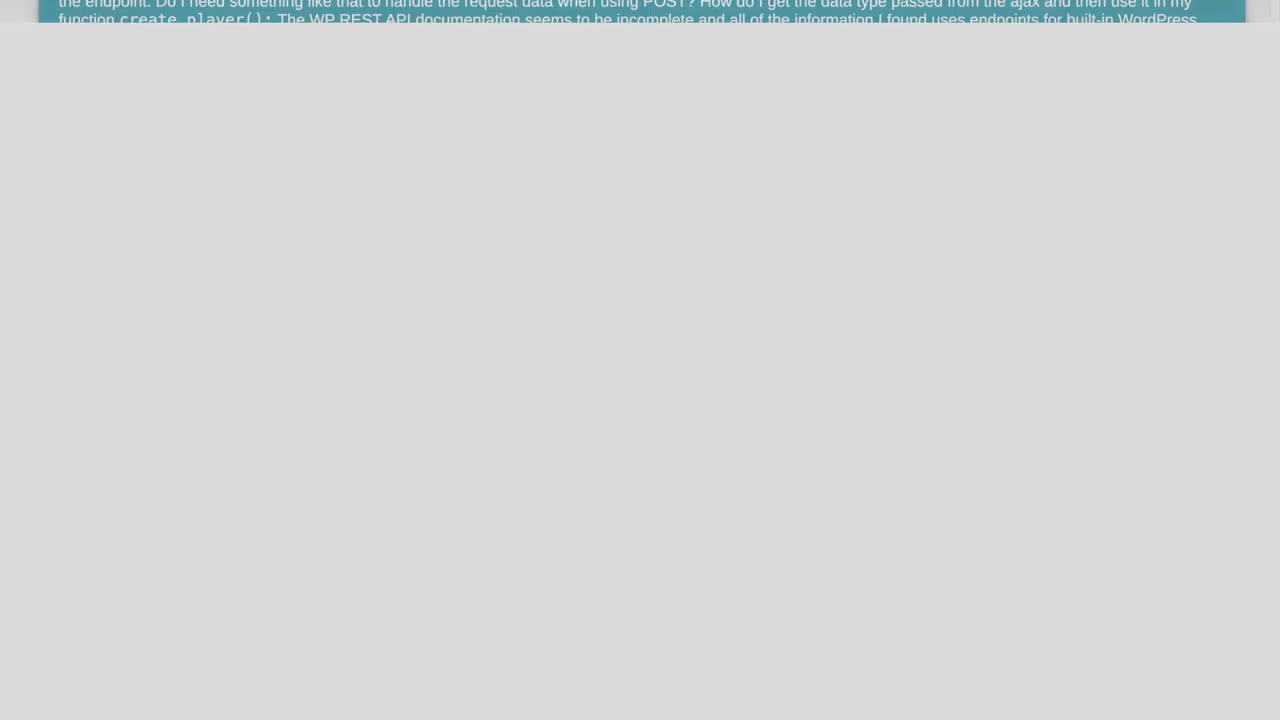 the endpoint. Do I need something like that to handle the request data when using POST? How do I get the data type passed from the ajax and then use it in my
function create_player(); The WP REST API documentation seems to be incomplete and all of the information I found uses endpoints for built-in WordPress